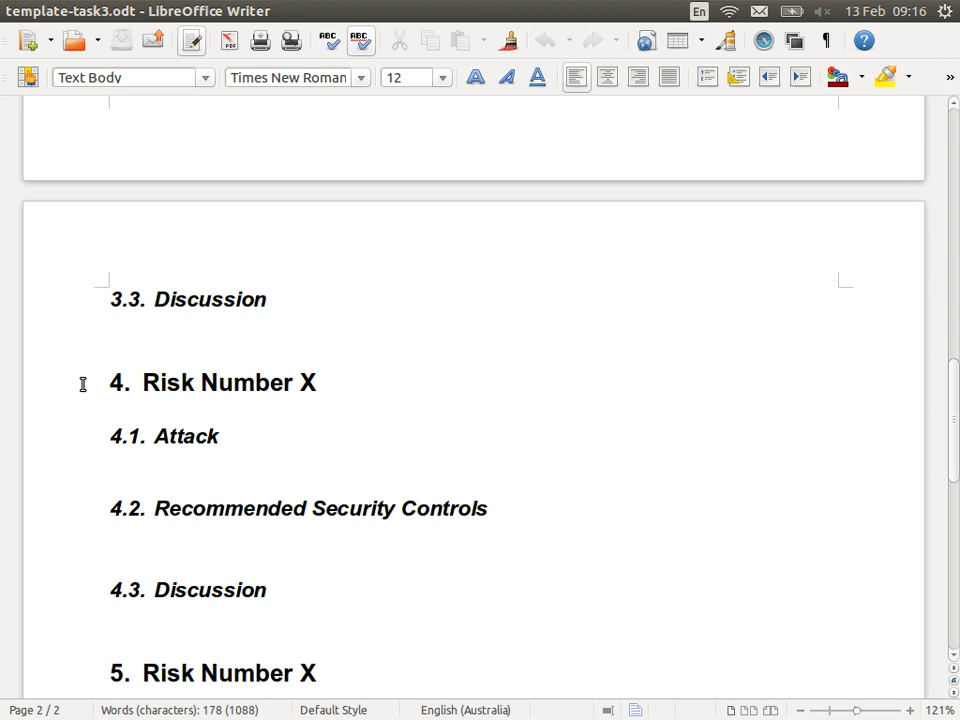 template-task3.odt - LibreOffice Writer
En
13 Feb 09:16
Text Body
Times New Roman
12
3.3. Discussion
4. Risk Number X
4.1. Attack
4.2. Recommended Security Controls
4.3. Discussion
5. Risk Number X
Page 2 / 2
Words (characters): 178 (1088)
Default Style
English (Australia)
121%